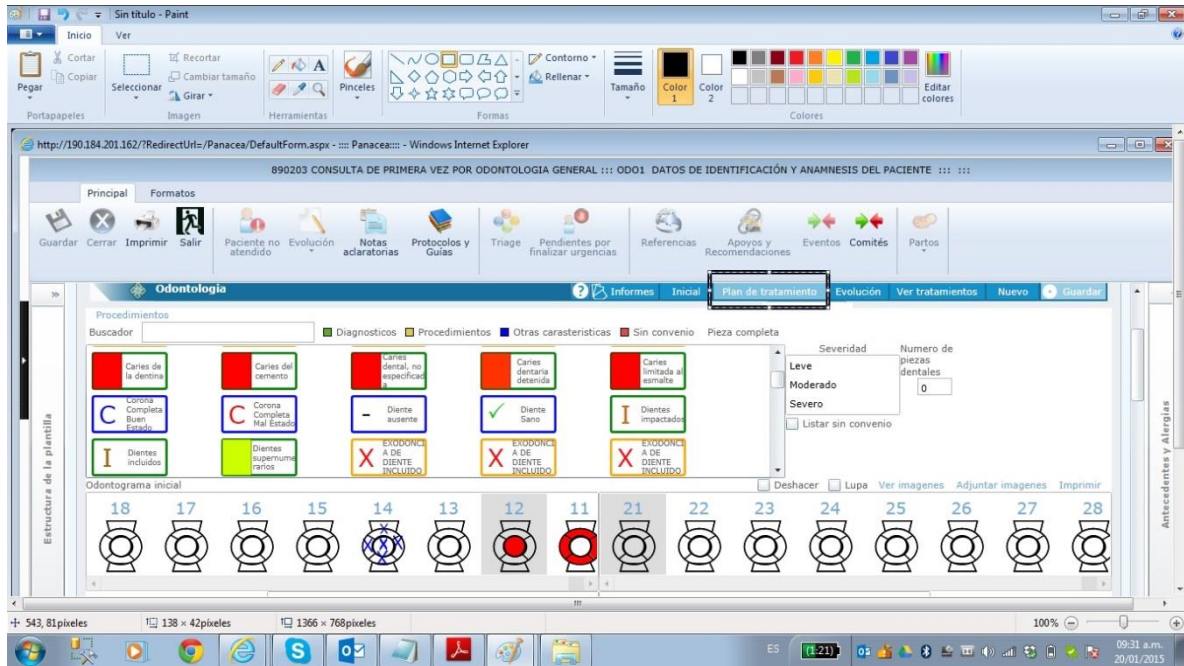 Sin título - Paint
Inicio Ver
Pegar
Cortar
Copiar
Portapapeles
Seleccionar
Recortar
Cambiar tamaño
Girar
Imagen
A
Herramientas
Pinceles
Contorno
Rellenar
Formas
Tamaño
Color 1
Color 2
Editar colores
Colores
http://190.184.201.162/?RedirectUrl=/Panacea/DefaultForm.aspx - :::: Panacea:::: - Windows Internet Explorer
890203 CONSULTA DE PRIMERA VEZ POR ODONTOLOGIA GENERAL ::: ODO1 DATOS DE IDENTIFICACIÓN Y ANAMNESIS DEL PACIENTE ::: :::
Principal Formatos
Guardar Cerrar Imprimir Salir
Paciente no atendido
Evolución
Notas aclaratorias
Protocolos y Guías
Triage
Pendientes por finalizar urgencias
Referencias
Apoyos y Recomendaciones
Eventos Comités
Partos
Odontologia
? Informes Inicial Plan de tratamiento Evolución Ver tratamientos Nuevo Guardar
Procedimientos
Buscador
Diagnosticos Procedimientos Otras carasteristicas Sin convenio Pieza completa
Caries de la dentina
Caries del cemento
Caries dental, no especificad a
Caries dentaria detenida
Caries limitada al esmalte
C Corona Completa Buen Estado
C Corona Completa Mal Estado
- Diente ausente
✓ Diente Sano
I Dientes impactados
I Dientes incluidos
Dientes supernume rarios
X EXODONCI A DE DIENTE INCLUIDO
X EXODONCI A DE DIENTE INCLUIDO
X EXODONCI A DE DIENTE INCLUIDO
Severidad
Leve
Moderado
Severo
Numero de piezas dentales
0
Listar sin convenio
Estructura de la plantilla
Antecedentes y Alergias
Odontograma inicial
Deshacer Lupa Ver imagenes Adjuntar imagenes Imprimir
18 17 16 15 14 13 12 11 21 22 23 24 25 26 27 28
543, 81píxeles
138 × 42píxeles
1366 × 768píxeles
100%
ES
(1:21)
09:31 a.m.
20/01/2015